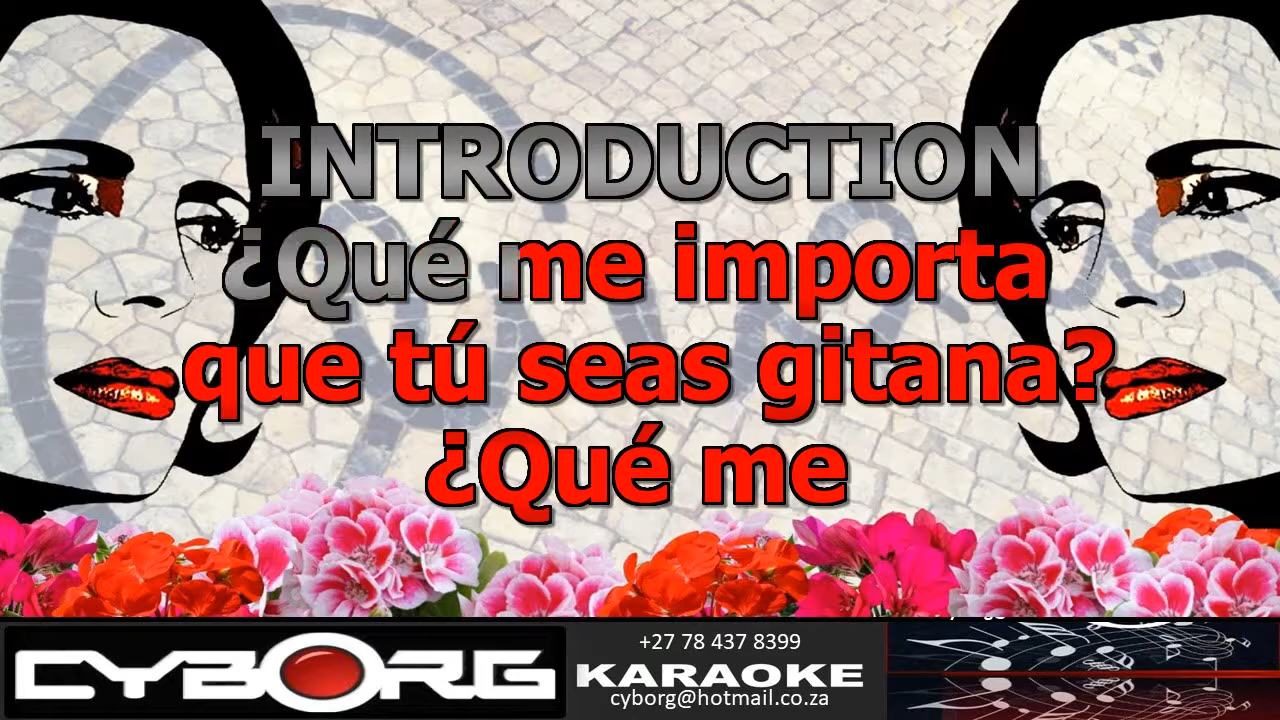 INTRODUCTION
¿Qué me importa
que tú seas gitana?
¿Qué me
CYBORG
+27 78 437 8399
KARAOKE
cyborg@hotmail.co.za